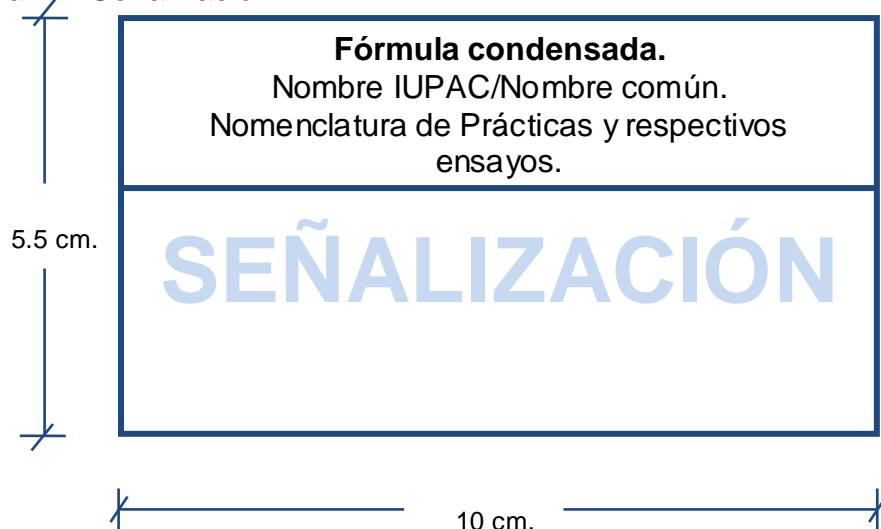 Fórmula condensada.
Nombre IUPAC/Nombre común.
Nomenclatura de Prácticas y respectivos
ensayos.
5.5 cm.
SEÑALIZACIÓN
10 cm.